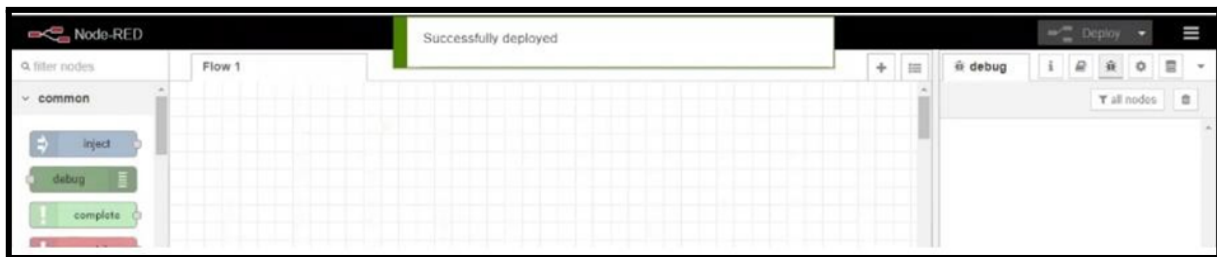 Node-RED
Successfully deployed
Deploy
filter nodes
Flow 1
debug
i
all nodes
common
inject
debug
complete